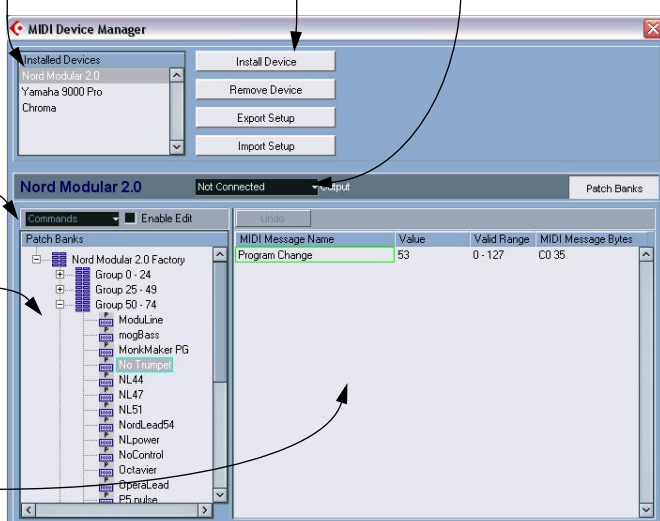 MIDI Device Manager
Installed Devices
Nord Modular 2.0
Yamaha 9000 Pro
Chroma
Install Device
Remove Device
Export Setup
Import Setup
Nord Modular 2.0
Not Connected
Output
Patch Banks
Commands
Enable Edit
Undo
Patch Banks
Nord Modular 2.0 Factory
Group 0 - 24
Group 25 - 49
Group 50 - 74
ModuLine
mogBass
MonkMaker PG
No Trumpet
NL44
NL47
NL51
NordLead54
NLpower
NoControl
Octavier
OperaLead
P5 pulse
MIDI Message Name Value Valid Range MIDI Message Bytes
Program Change 53 0 - 127 C0 35